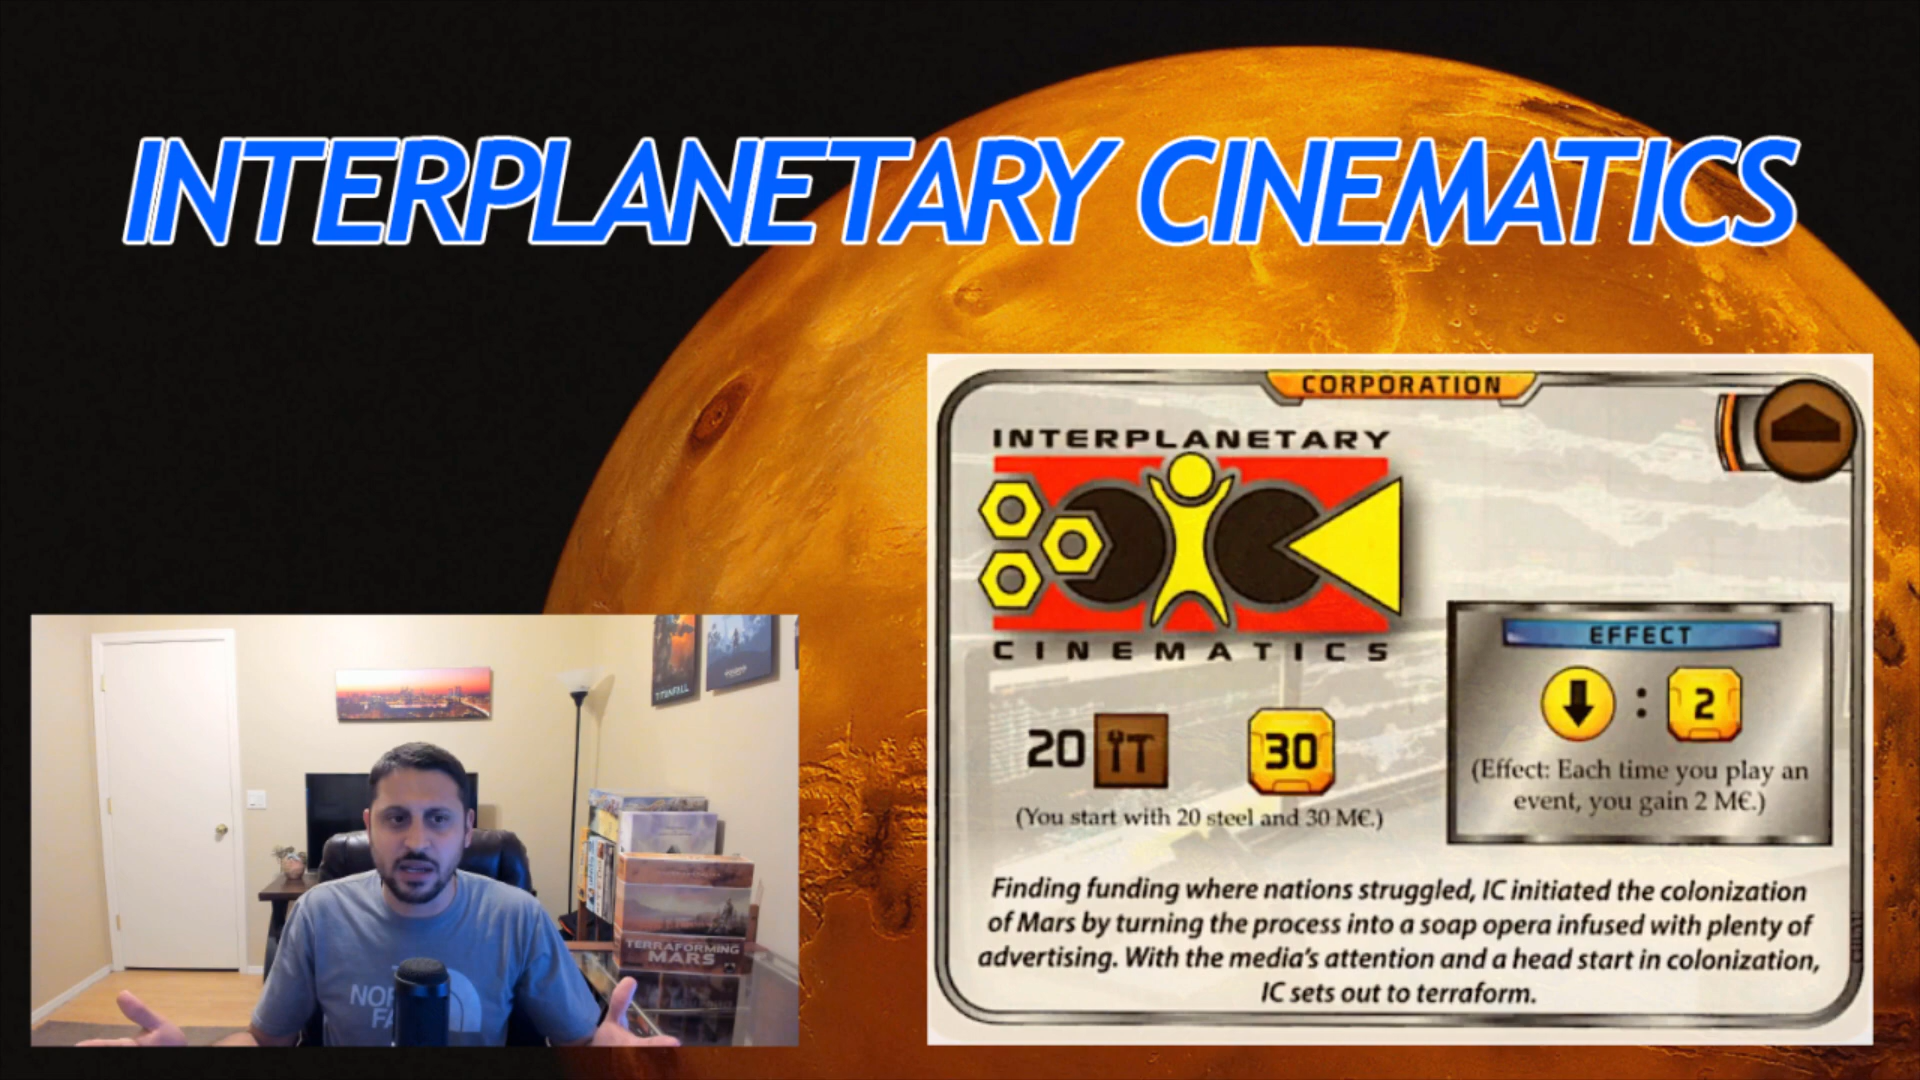 INTERPLANETARY CINEMATICS
CORPORATION
INTERPLANETARY
CINEMATICS
20
30
(You start with 20 steel and 30 M€.)
EFFECT
: 2
(Effect: Each time you play an
event, you gain 2 M€.)
Finding funding where nations struggled, IC initiated the colonization
of Mars by turning the process into a soap opera infused with plenty of
advertising. With the media's attention and a head start in colonization,
IC sets out to terraform.
TITANFALL
TERRAFORMING
MARS